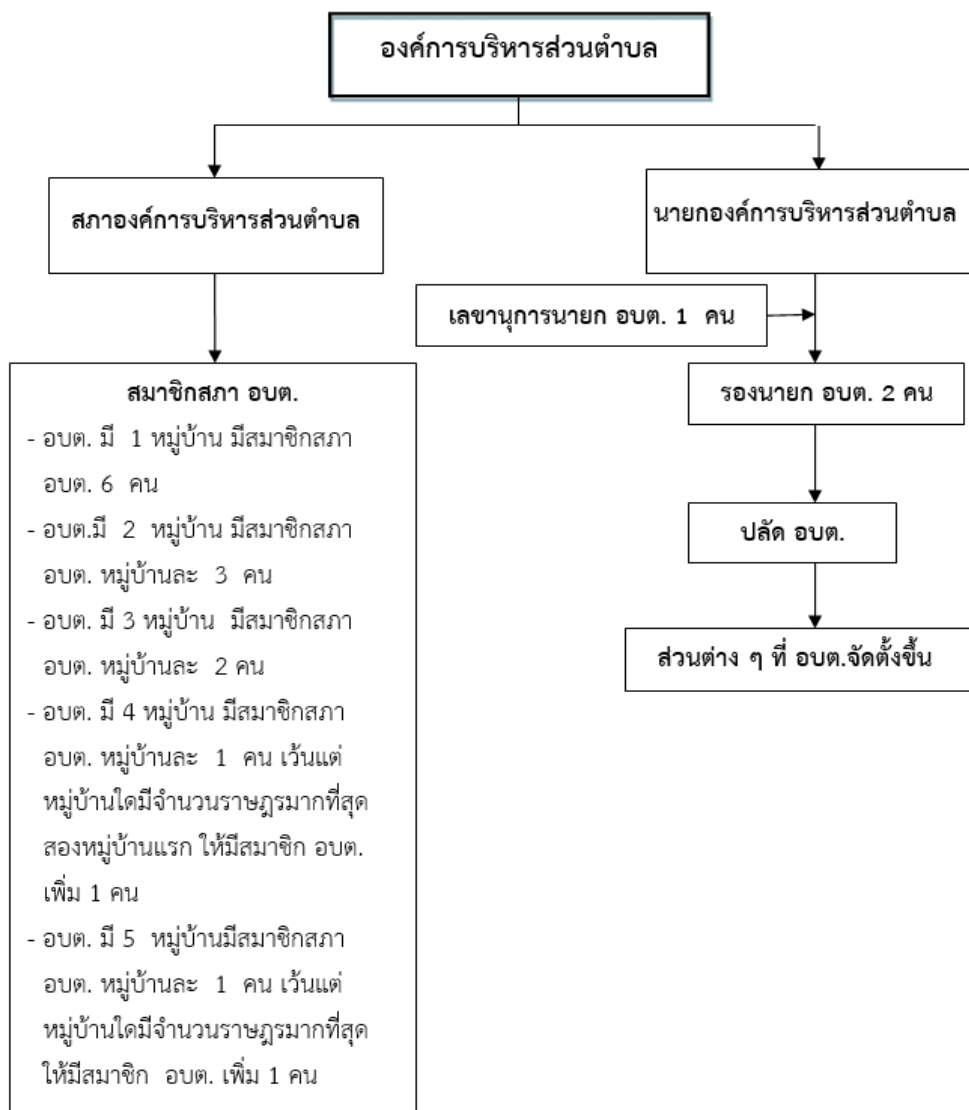 องค์การบริหารส่วนตำบล
สภาองค์การบริหารส่วนตำบล
นายกองค์การบริหารส่วนตำบล
เลขานุการนายก อบต. 1 คน
รองนายก อบต. 2 คน
ปลัด อบต.
ส่วนต่าง ๆ ที่ อบต.จัดตั้งขึ้น
สมาชิกสภา อบต.
- อบต. มี 1 หมู่บ้าน มีสมาชิกสภา
อบต. 6 คน
- อบต.มี 2 หมู่บ้าน มีสมาชิกสภา
อบต. หมู่บ้านละ 3 คน
- อบต. มี 3 หมู่บ้าน มีสมาชิกสภา
อบต. หมู่บ้านละ 2 คน
- อบต. มี 4 หมู่บ้าน มีสมาชิกสภา
อบต. หมู่บ้านละ 1 คน เว้นแต่
หมู่บ้านใดมีจำนวนราษฎรมากที่สุด
สองหมู่บ้านแรก ให้มีสมาชิก อบต.
เพิ่ม 1 คน
- อบต. มี 5 หมู่บ้านมีสมาชิกสภา
อบต. หมู่บ้านละ 1 คน เว้นแต่
หมู่บ้านใดมีจำนวนราษฎรมากที่สุด
ให้มีสมาชิก อบต. เพิ่ม 1 คน